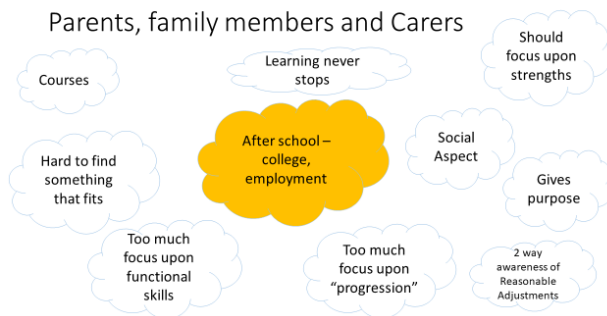 Parents, family members and Carers
Courses
Learning never
stops
Should
focus upon
strengths
After school –
college,
employment
Social
Aspect
Hard to find
something
that fits
Gives
purpose
Too much
focus upon
functional
skills
Too much
focus upon
“progression”
2 way
awareness of
Reasonable
Adjustments